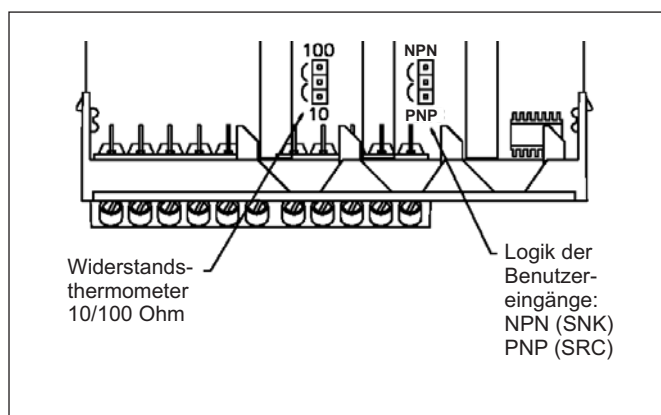 100
NPN
10
PNP
Widerstands-
thermometer
10/100 Ohm
Logik der
Benutzer-
eingänge:
NPN (SNK)
PNP (SRC)